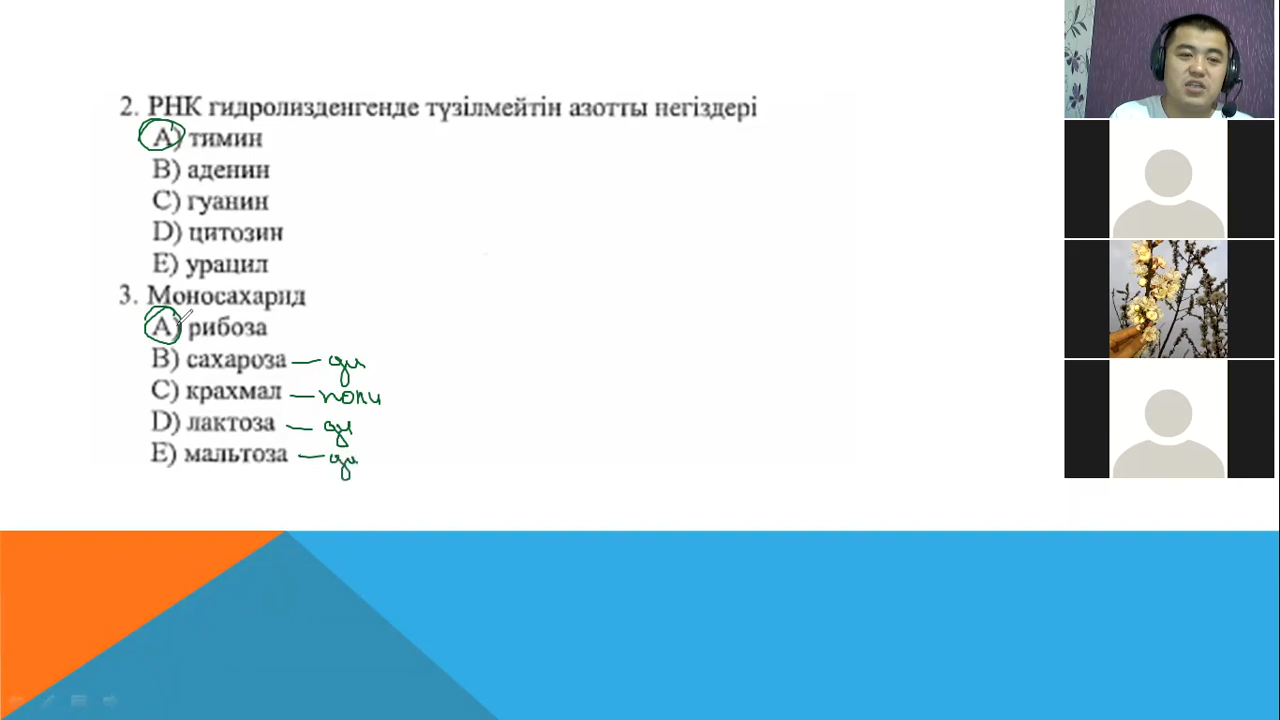 2. РНК гидролизденгенде түзілмейтін азотты негіздері
А) тимин
В) аденин
С) гуанин
D) цитозин
Е) урацил
3. Моносахарид
А) рибоза
В) сахароза — ди
С) крахмал — поли
D) лактоза — ди
Е) мальтоза — ди